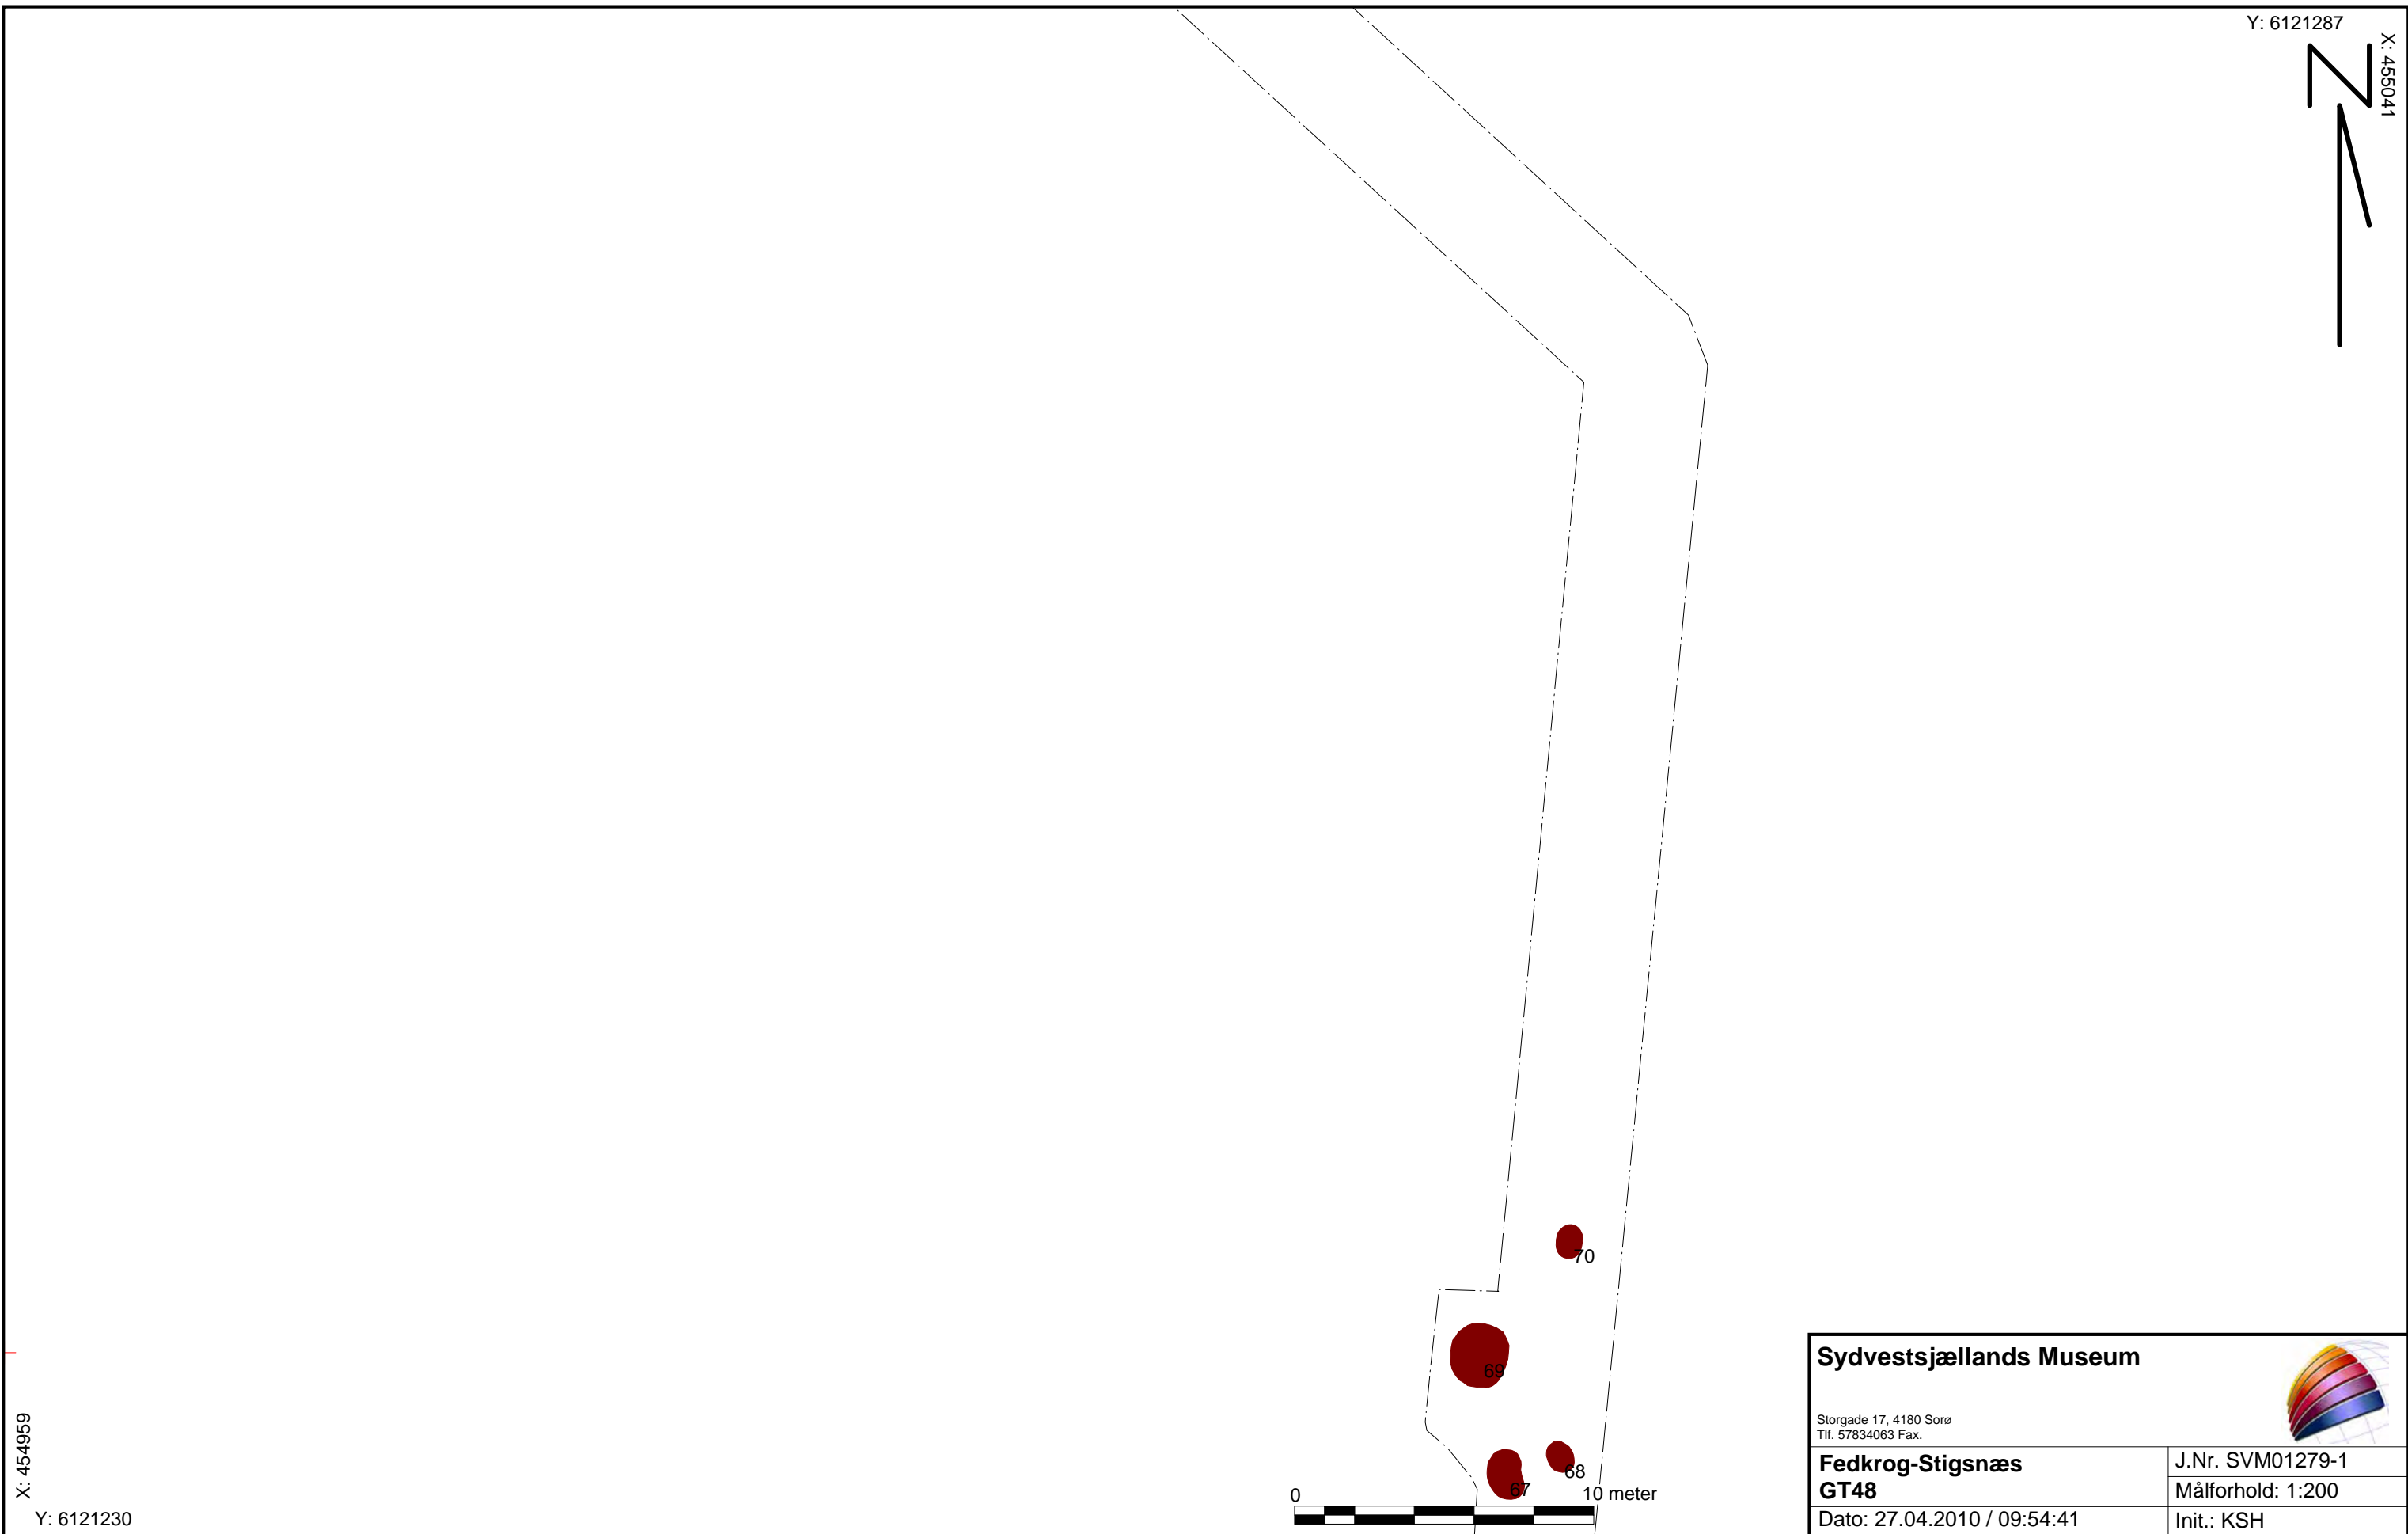 Y: 6121287
X: 455041
70
69
68
67
0
10 meter
X: 454959
Y: 6121230
Sydvestsjællands Museum
Storgade 17, 4180 Sorø
Tlf. 57834063 Fax.
Fedkrog-Stigsnæs
GT48
J.Nr. SVM01279-1
Målforhold: 1:200
Dato: 27.04.2010 / 09:54:41
Init.: KSH